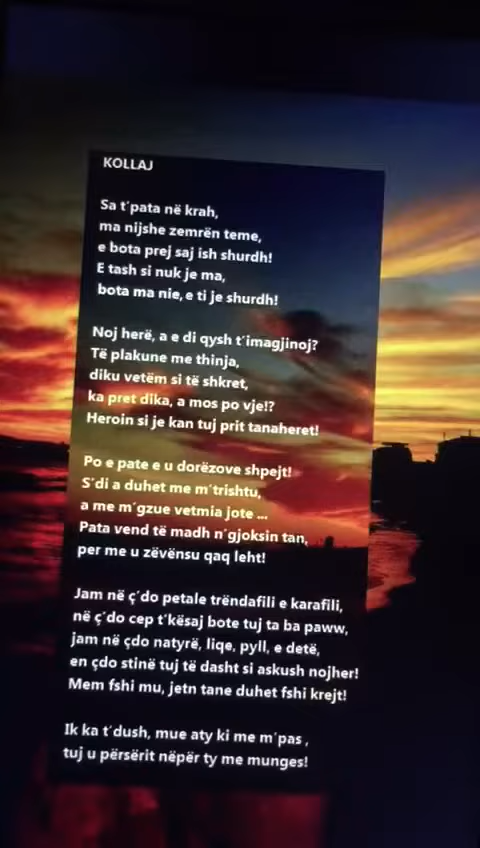 KOLLAJ
Sa t´pata në krah,
ma nijshe zemrën teme,
e bota prej saj ish shurdh!
E tash si nuk je ma,
bota ma nie, e ti je shurdh!
Noj herë, a e di qysh t´imagjinoj?
Të plakune me thinja,
diku vetëm si të shkret,
ka pret dika, a mos po vje!?
Heroin si je kan tuj prit tanaheret!
Po e pate e u dorëzove shpejt!
S´di a duhet me m´trishtu,
a me m´gzue vetmia jote ...
Pata vend të madh n´gjoksin tan,
per me u zëvënsu qaq leht!
Jam në ç´do petale trëndafili e karafili,
në ç´do cep t´kësaj bote tuj ta ba paww,
jam në çdo natyrë, liqe, pyll, e detë,
en çdo stinë tuj të dasht si askush nojher!
Mem fshi mu, jetn tane duhet fshi krejt!
Ik ka t´dush, mue aty ki me m´pas ,
tuj u përsërit nëpër ty me munges!